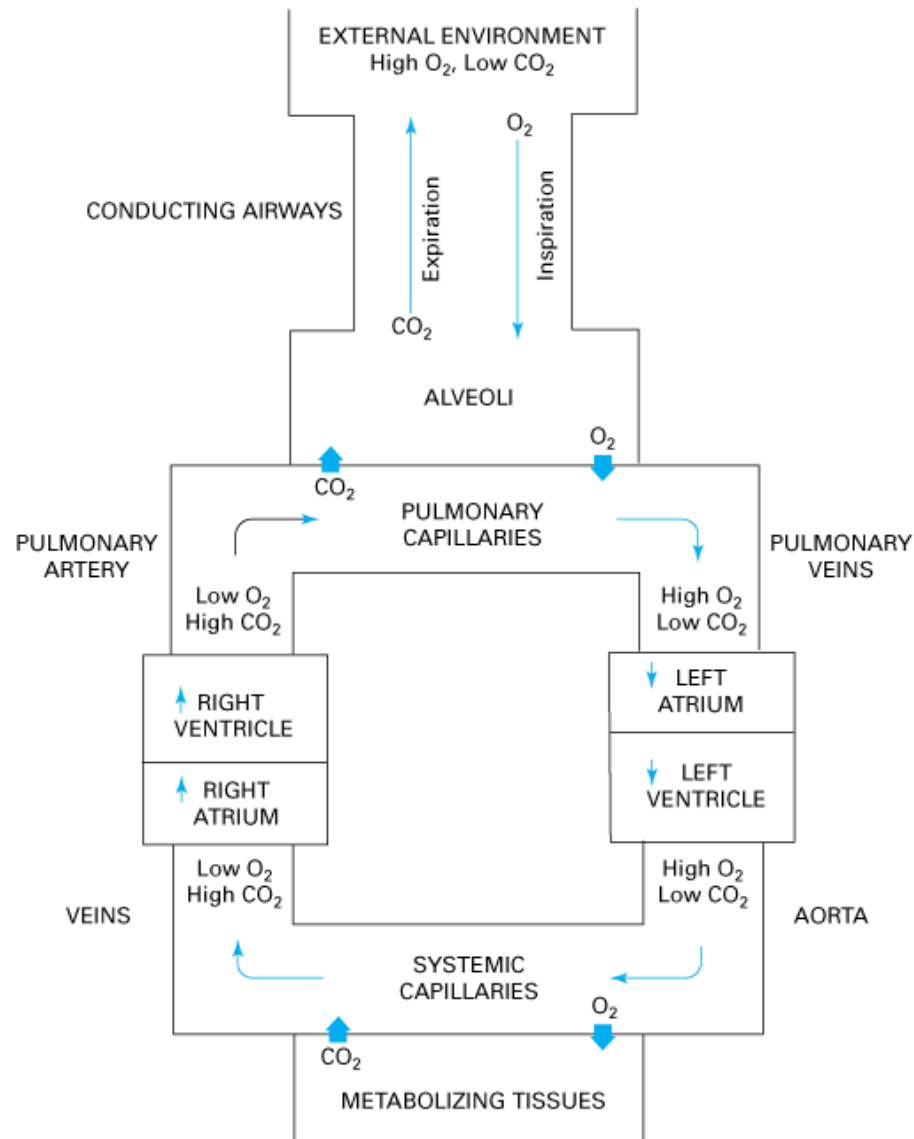 EXTERNAL ENVIRONMENT
High O₂, Low CO₂
O₂
CONDUCTING AIRWAYS
Expiration
Inspiration
CO₂
ALVEOLI
O₂
CO₂
PULMONARY
CAPILLARIES
PULMONARY
ARTERY
PULMONARY
VEINS
Low O₂
High CO₂
High O₂
Low CO₂
RIGHT
VENTRICLE
LEFT
ATRIUM
RIGHT
ATRIUM
LEFT
VENTRICLE
Low O₂
High CO₂
High O₂
Low CO₂
VEINS
AORTA
SYSTEMIC
CAPILLARIES
O₂
CO₂
METABOLIZING TISSUES